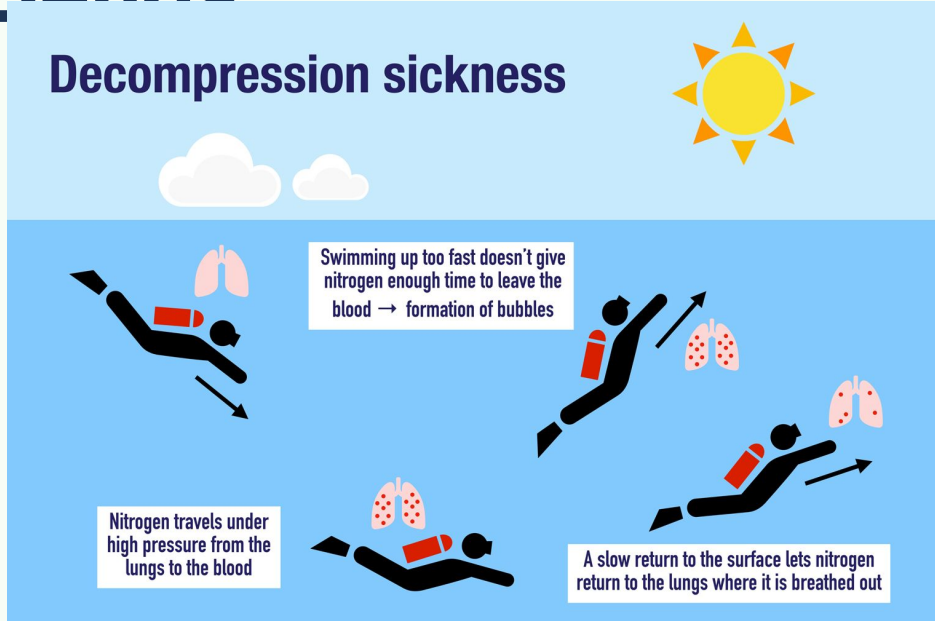 Decompression sickness
Swimming up too fast doesn't give
nitrogen enough time to leave the
blood → formation of bubbles
Nitrogen travels under
high pressure from the
lungs to the blood
A slow return to the surface lets nitrogen
return to the lungs where it is breathed out